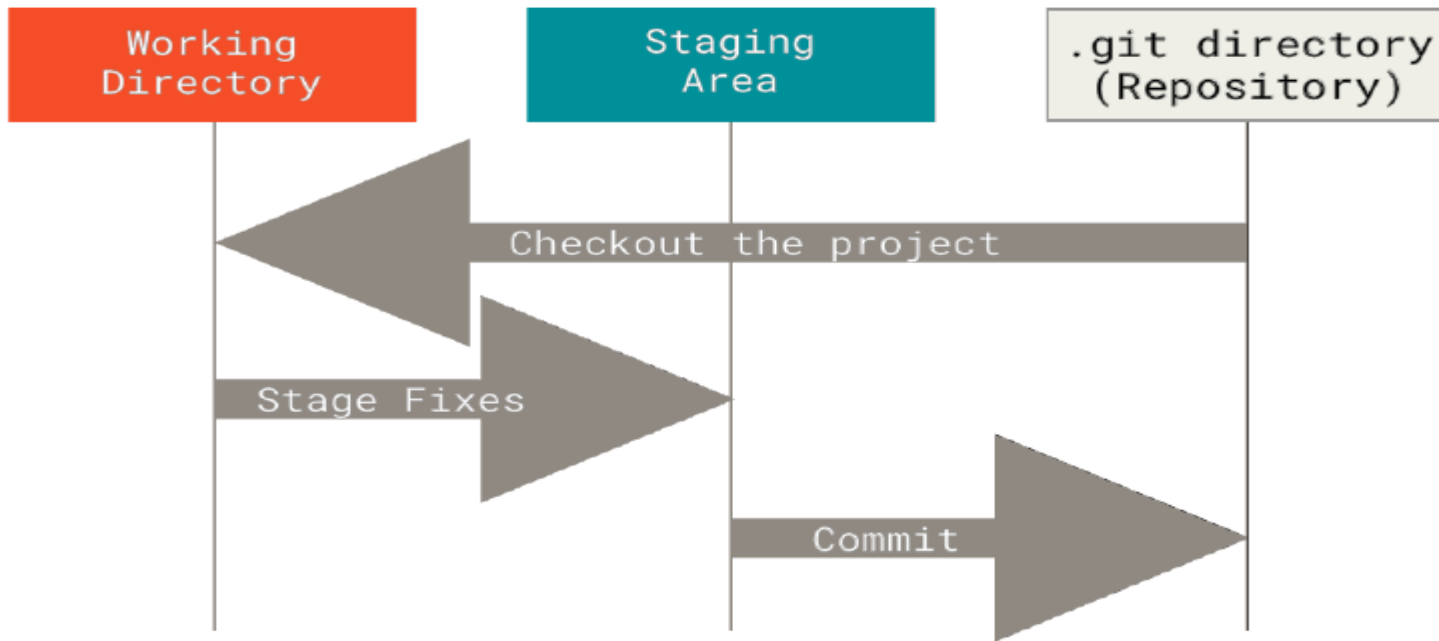 Working
Directory
Staging
Area
.git directory
(Repository)
Checkout the project
Stage Fixes
Commit